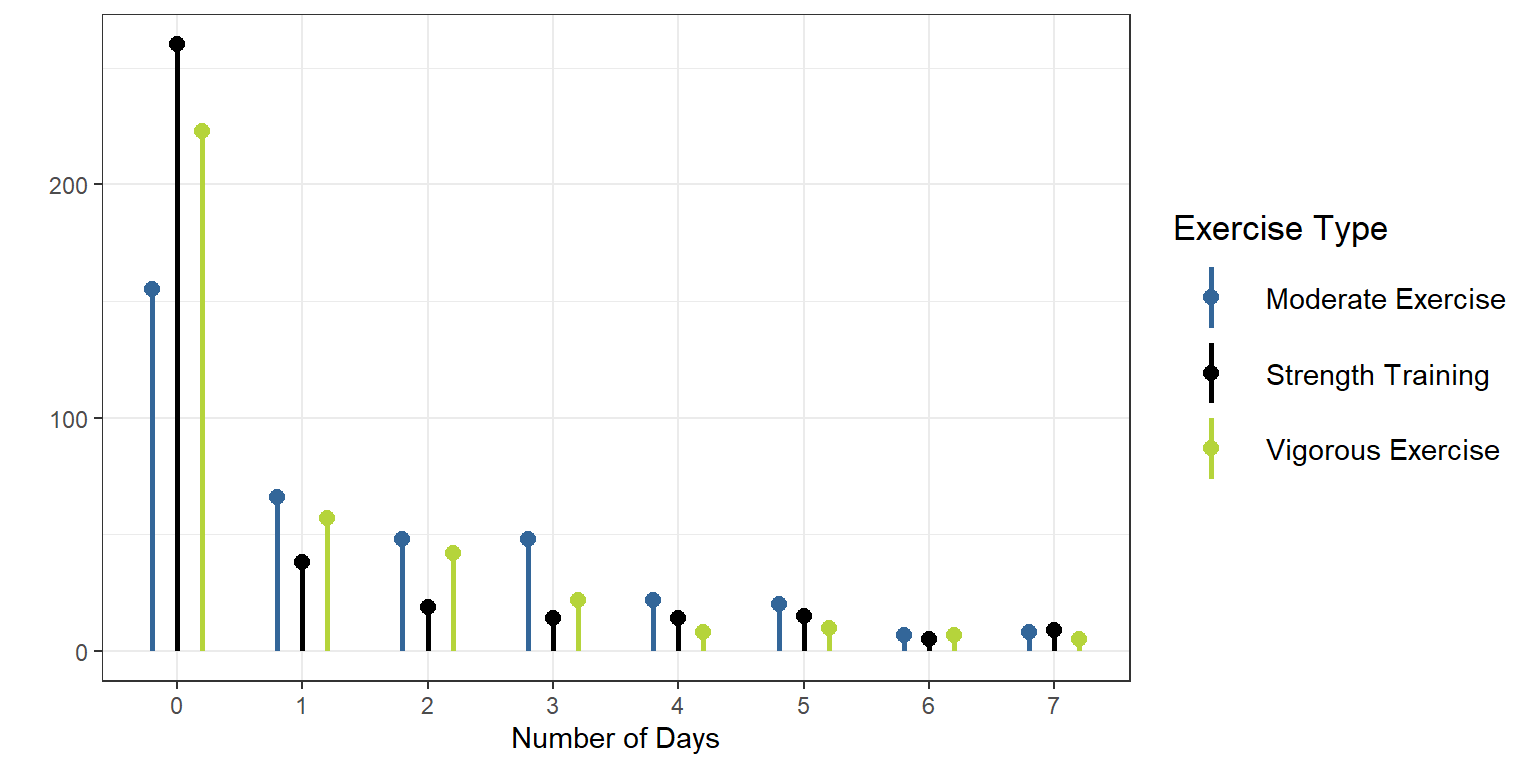 200
100
0
0 1 2 3 4 5 6 7
Number of Days
Exercise Type
Moderate Exercise
Strength Training
Vigorous Exercise